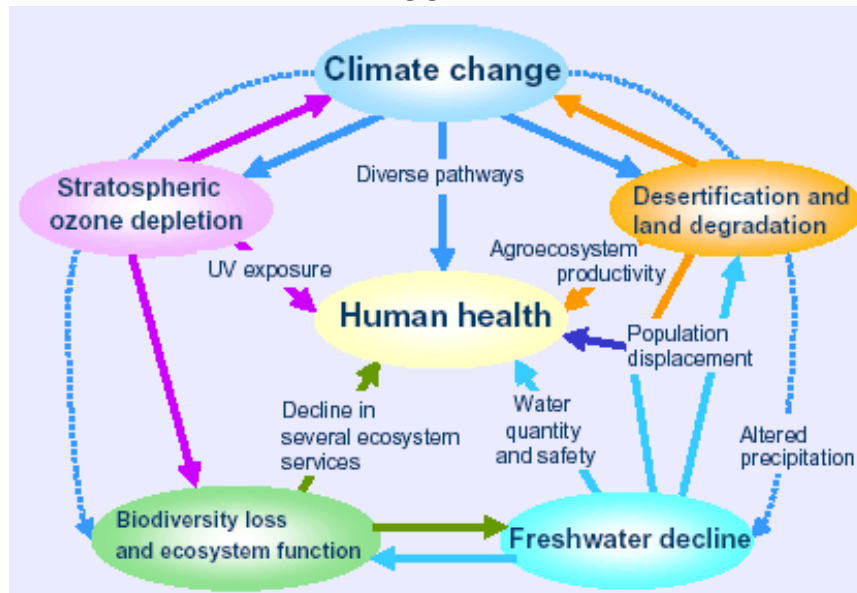 Climate change
Stratospheric
ozone depletion
Diverse pathways
Desertification and
land degradation
UV exposure
Agroecosystem
productivity
Human health
Population
displacement
Decline in
several ecosystem
services
Water
quantity
and safety
Altered
precipitation
Biodiversity loss
and ecosystem function
Freshwater decline